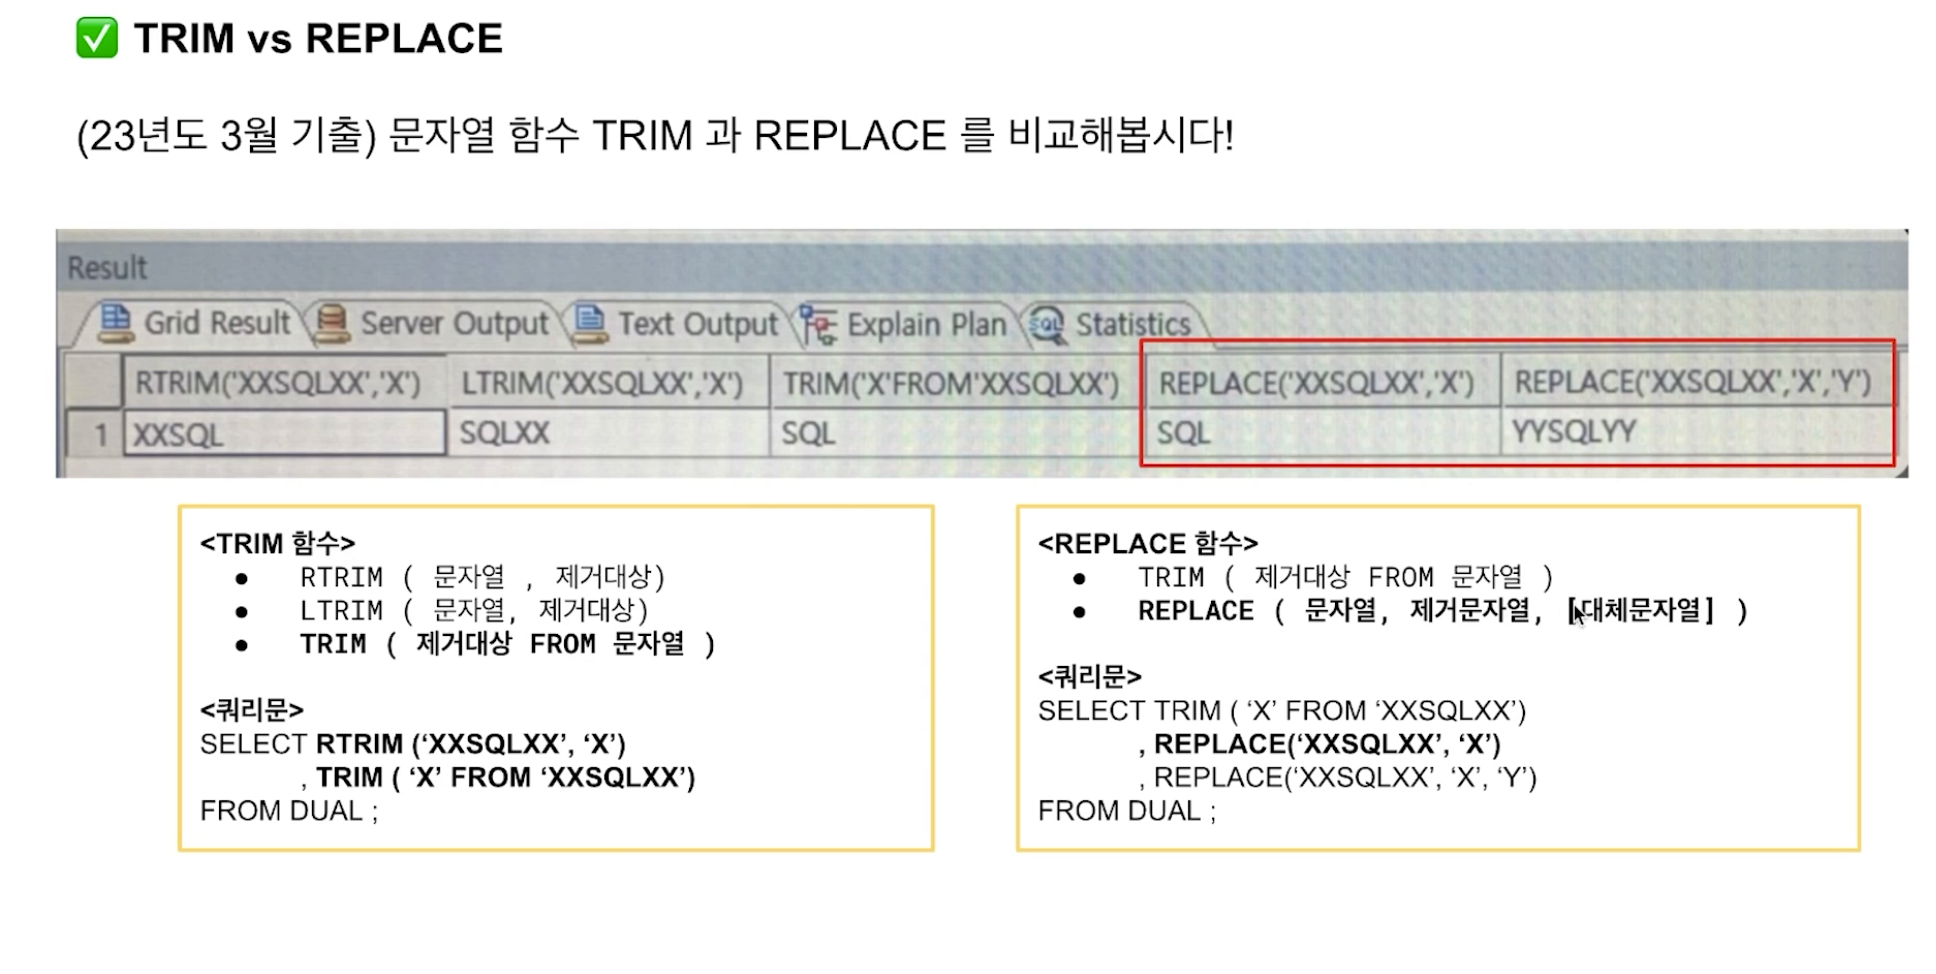 ✅ TRIM vs REPLACE
(23년도 3월 기출) 문자열 함수 TRIM 과 REPLACE 를 비교해봅시다!
Result
Grid Result Server Output Text Output Explain Plan Statistics
RTRIM('XXSQLXX','X') LTRIM('XXSQLXX','X') TRIM('X'FROM'XXSQLXX') REPLACE('XXSQLXX','X') REPLACE('XXSQLXX','X','Y')
1 XXSQL SQLXX SQL SQL YYSQLYY
<TRIM 함수>
● RTRIM ( 문자열 , 제거대상)
● LTRIM ( 문자열, 제거대상)
● TRIM ( 제거대상 FROM 문자열 )
<쿼리문>
SELECT RTRIM (‘XXSQLXX’, ‘X’)
, TRIM ( ‘X’ FROM ‘XXSQLXX’)
FROM DUAL ;
<REPLACE 함수>
● TRIM ( 제거대상 FROM 문자열 )
● REPLACE ( 문자열, 제거문자열, [대체문자열] )
<쿼리문>
SELECT TRIM ( ‘X’ FROM ‘XXSQLXX’)
, REPLACE(‘XXSQLXX’, ‘X’)
, REPLACE(‘XXSQLXX’, ‘X’, ‘Y’)
FROM DUAL ;